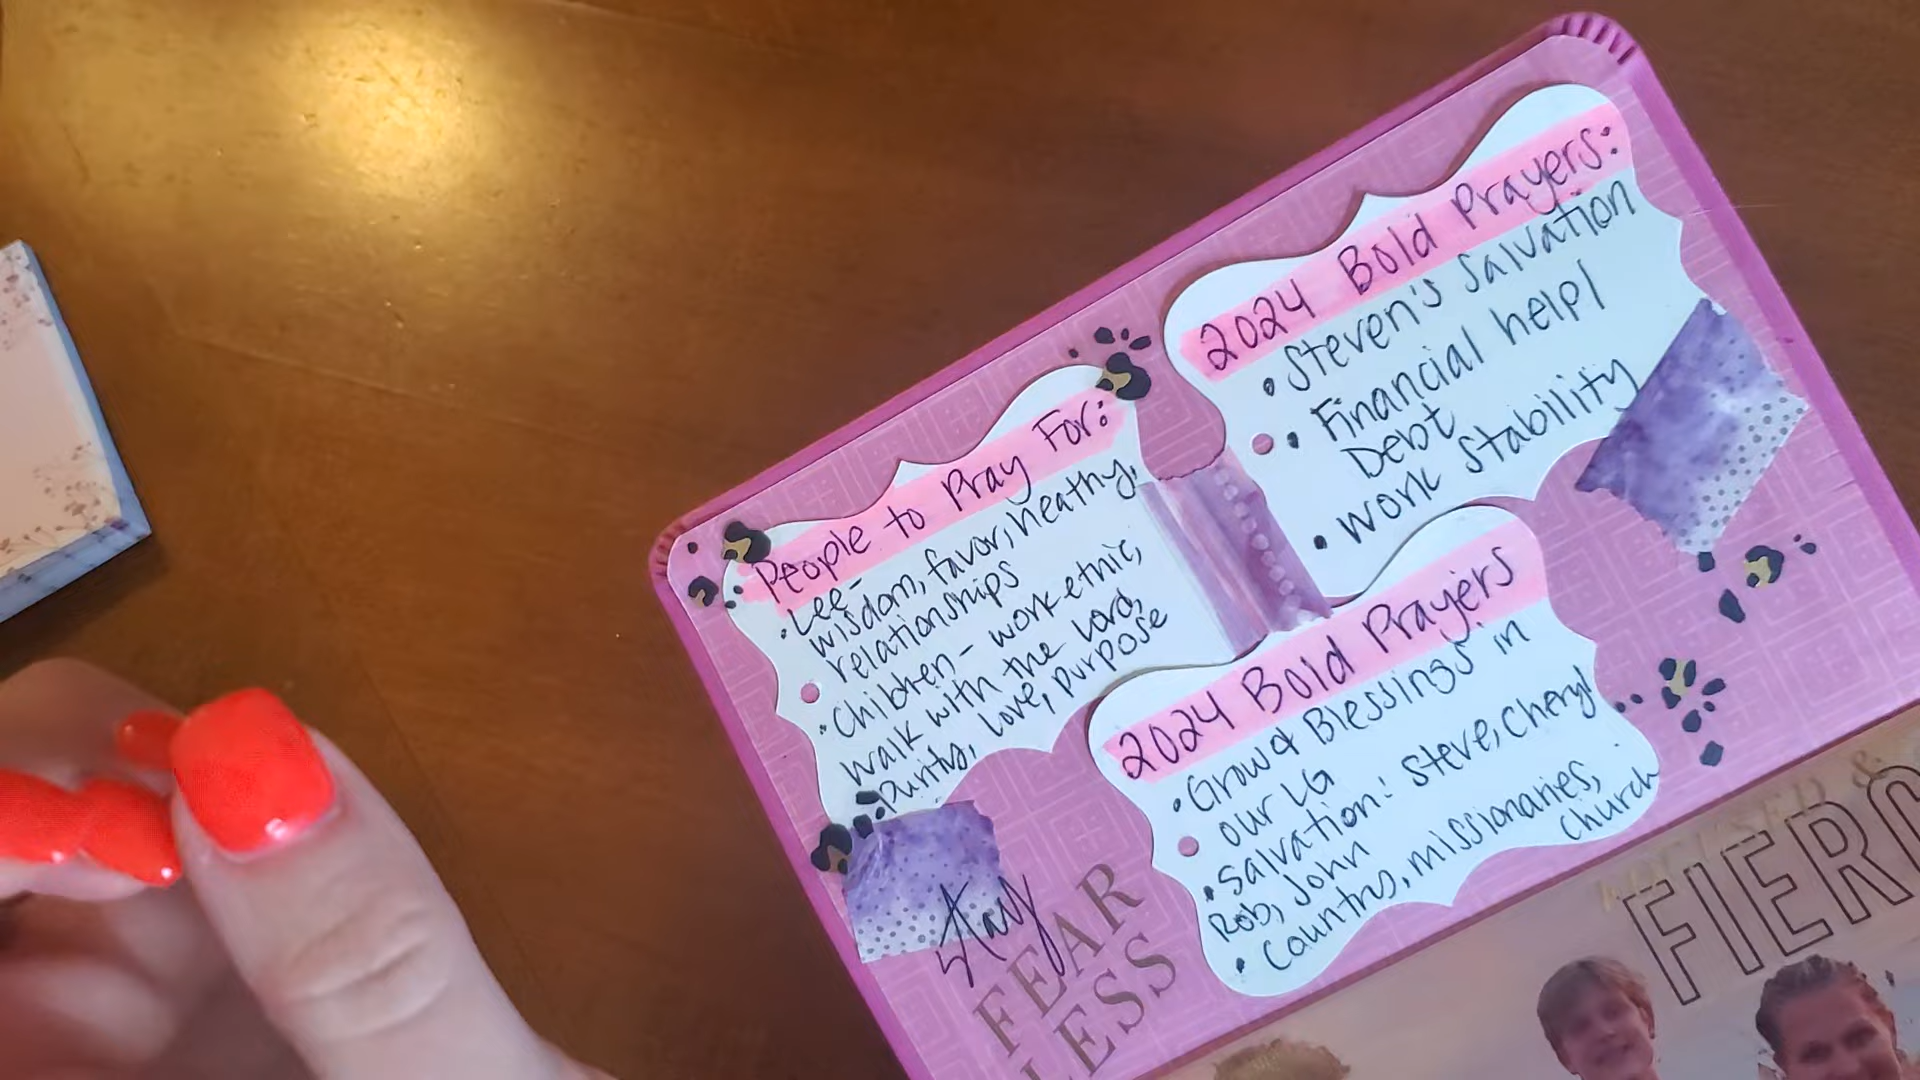 2024 Bold Prayers:
• Steven's Salvation
• Financial help/
Debt
• Work Stability
People to Pray For:
• Lee-
wisdom, favor, heathy,
relationships
• Children - work ethic,
walk with the Lord,
Purity, love, purpose
2024 Bold Prayers
• Grow & Blessings in
our LG
• Salvation: Steve, Cheryl
Rob, John
• Country, missionaries,
church
Stay
FEAR
LESS
FIERC